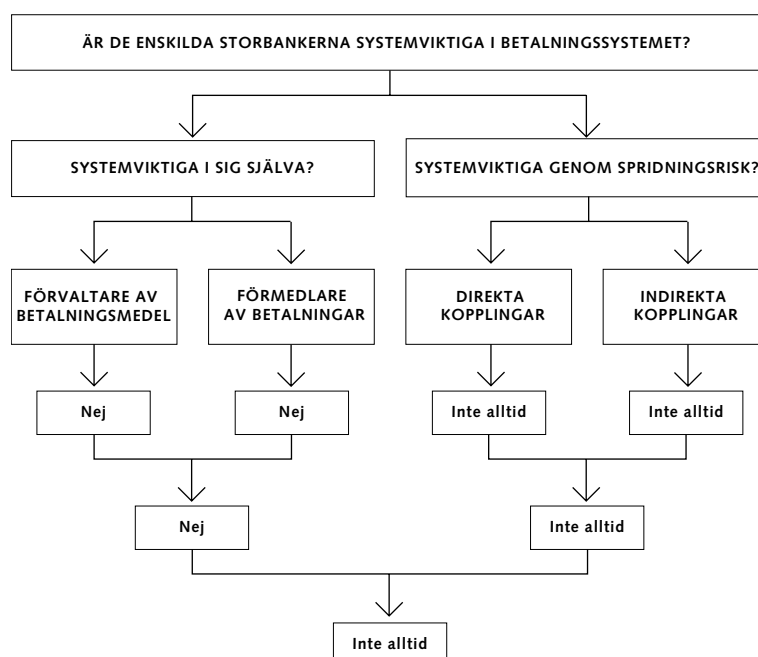 ÄR DE ENSKILDA STORBANKERNA SYSTEMVIKTIGA I BETALNINGSSYSTEMET?
SYSTEMVIKTIGA I SIG SJÄLVA?
SYSTEMVIKTIGA GENOM SPRIDNINGSRISK?
FÖRVALTARE AV
BETALNINGSMEDEL
FÖRMEDLARE
AV BETALNINGAR
DIREKTA
KOPPLINGAR
INDIREKTA
KOPPLINGAR
Nej
Nej
Inte alltid
Inte alltid
Nej
Inte alltid
Inte alltid